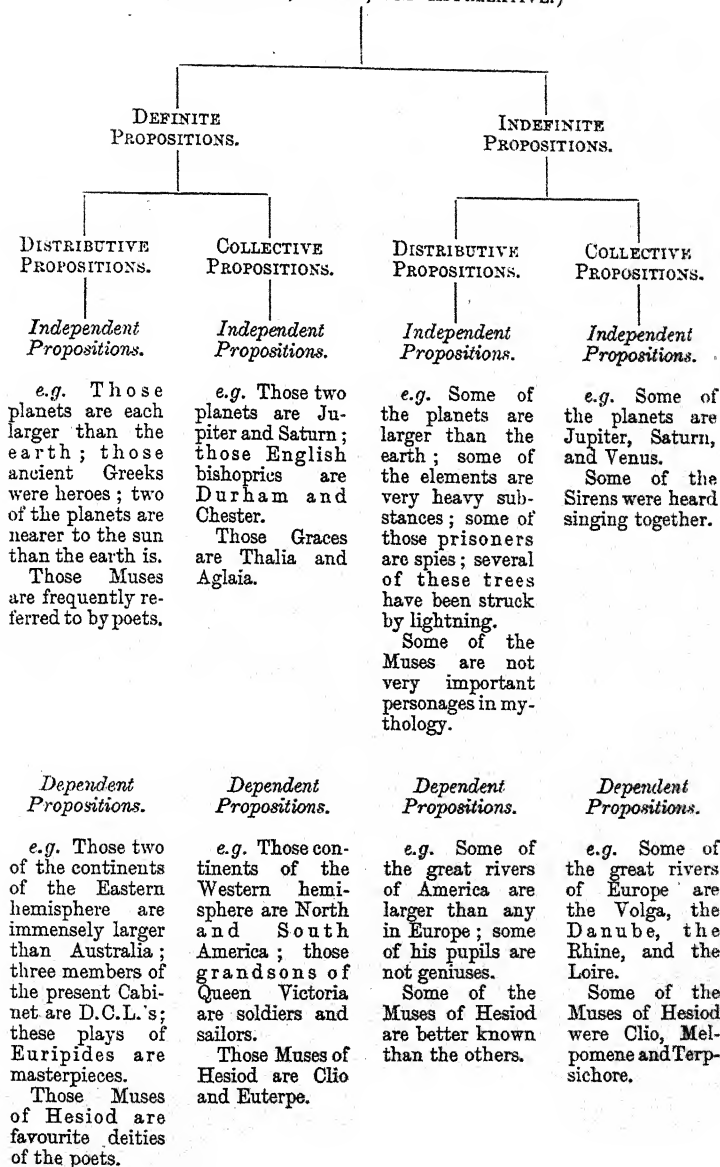 DEFINITE
PROPOSITIONS.
INDEFINITE
PROPOSITIONS.
DISTRIBUTIVE
PROPOSITIONS.
Independent
Propositions.
e.g. Those
planets are each
larger than the
earth; those
ancient Greeks
were heroes; two
of the planets are
nearer to the sun
than the earth is.
Those Muses
are frequently re-
ferred to by poets.
COLLECTIVE
PROPOSITIONS.
Independent
Propositions.
e.g. Those two
planets are Ju-
piter and Saturn;
those English
bishoprics are
Durham and
Chester.
Those Graces
are Thalia and
Aglaia.
DISTRIBUTIVE
PROPOSITIONS.
Independent
Propositions.
e.g. Some of
the planets are
larger than the
earth; some of
the elements are
very heavy sub-
stances; some of
those prisoners
are spies; several
of these trees
have been struck
by lightning.
Some of the
Muses are not
very important
personages in my-
thology.
COLLECTIVE
PROPOSITIONS.
Independent
Propositions.
e.g. Some of
the planets are
Jupiter, Saturn,
and Venus.
Some of the
Sirens were heard
singing together.
Dependent
Propositions.
e.g. Those two
of the continents
of the Eastern
hemisphere are
immensely larger
than Australia;
three members of
the present Cabi-
net are D.C.L.'s;
these plays of
Euripides are
masterpieces.
Those Muses
of Hesiod are
favourite deities
of the poets.
Dependent
Propositions.
e.g. Those con-
tinents of the
Western hemi-
sphere are North
and South
America; those
grandsons of
Queen Victoria
are soldiers and
sailors.
Those Muses of
Hesiod are Clio
and Euterpe.
Dependent
Propositions.
e.g. Some of
the great rivers
of America are
larger than any
in Europe; some
of his pupils are
not geniuses.
Some of the
Muses of Hesiod
are better known
than the others.
Dependent
Propositions.
e.g. Some of
the great rivers
of Europe are
the Volga, the
Danube, the
Rhine, and the
Loire.
Some of the
Muses of Hesiod
were Clio, Mel-
pomene and Terp-
sichore.